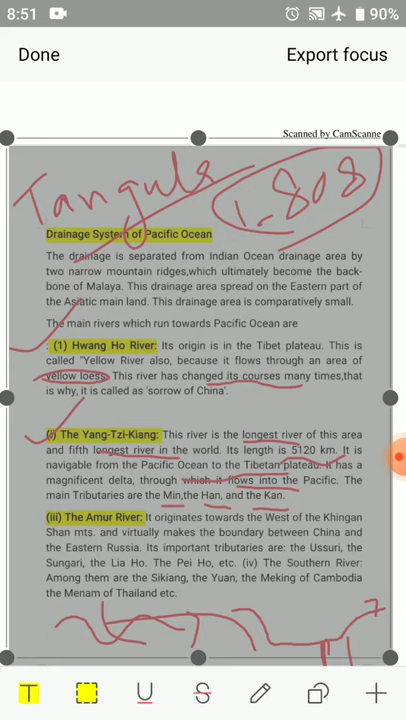 8:51
90%
Done
Export focus
Scanned by CamScanne
Tanguls
1.808
Drainage System of Pacific Ocean
The drainage is separated from Indian Ocean drainage area by
two narrow mountain ridges,which ultimately become the back-
bone of Malaya. This drainage area spread on the Eastern part of
the Asiatic main land. This drainage area is comparatively small.
The main rivers which run towards Pacific Ocean are
: (1) Hwang Ho River: Its origin is in the Tibet plateau. This is
called "Yellow River also, because it flows through an area of
yellow loess. This river has changed its courses many times,that
is why, it is called as 'sorrow of China'.
(i) The Yang-Tzi-Kiang: This river is the longest river of this area
and fifth longest river in the world. Its length is 5120 km. It is
navigable from the Pacific Ocean to the Tibetan plateau. It has a
magnificent delta, through which it flows into the Pacific. The
main Tributaries are the Min,the Han, and the Kan.
(iii) The Amur River: It originates towards the West of the Khingan
Shan mts. and virtually makes the boundary between China and
the Eastern Russia. Its important tributaries are: the Ussuri, the
Sungari, the Lia Ho. The Pei Ho, etc. (iv) The Southern River:
Among them are the Sikiang, the Yuan, the Meking of Cambodia
the Menam of Thailand etc.
T U S